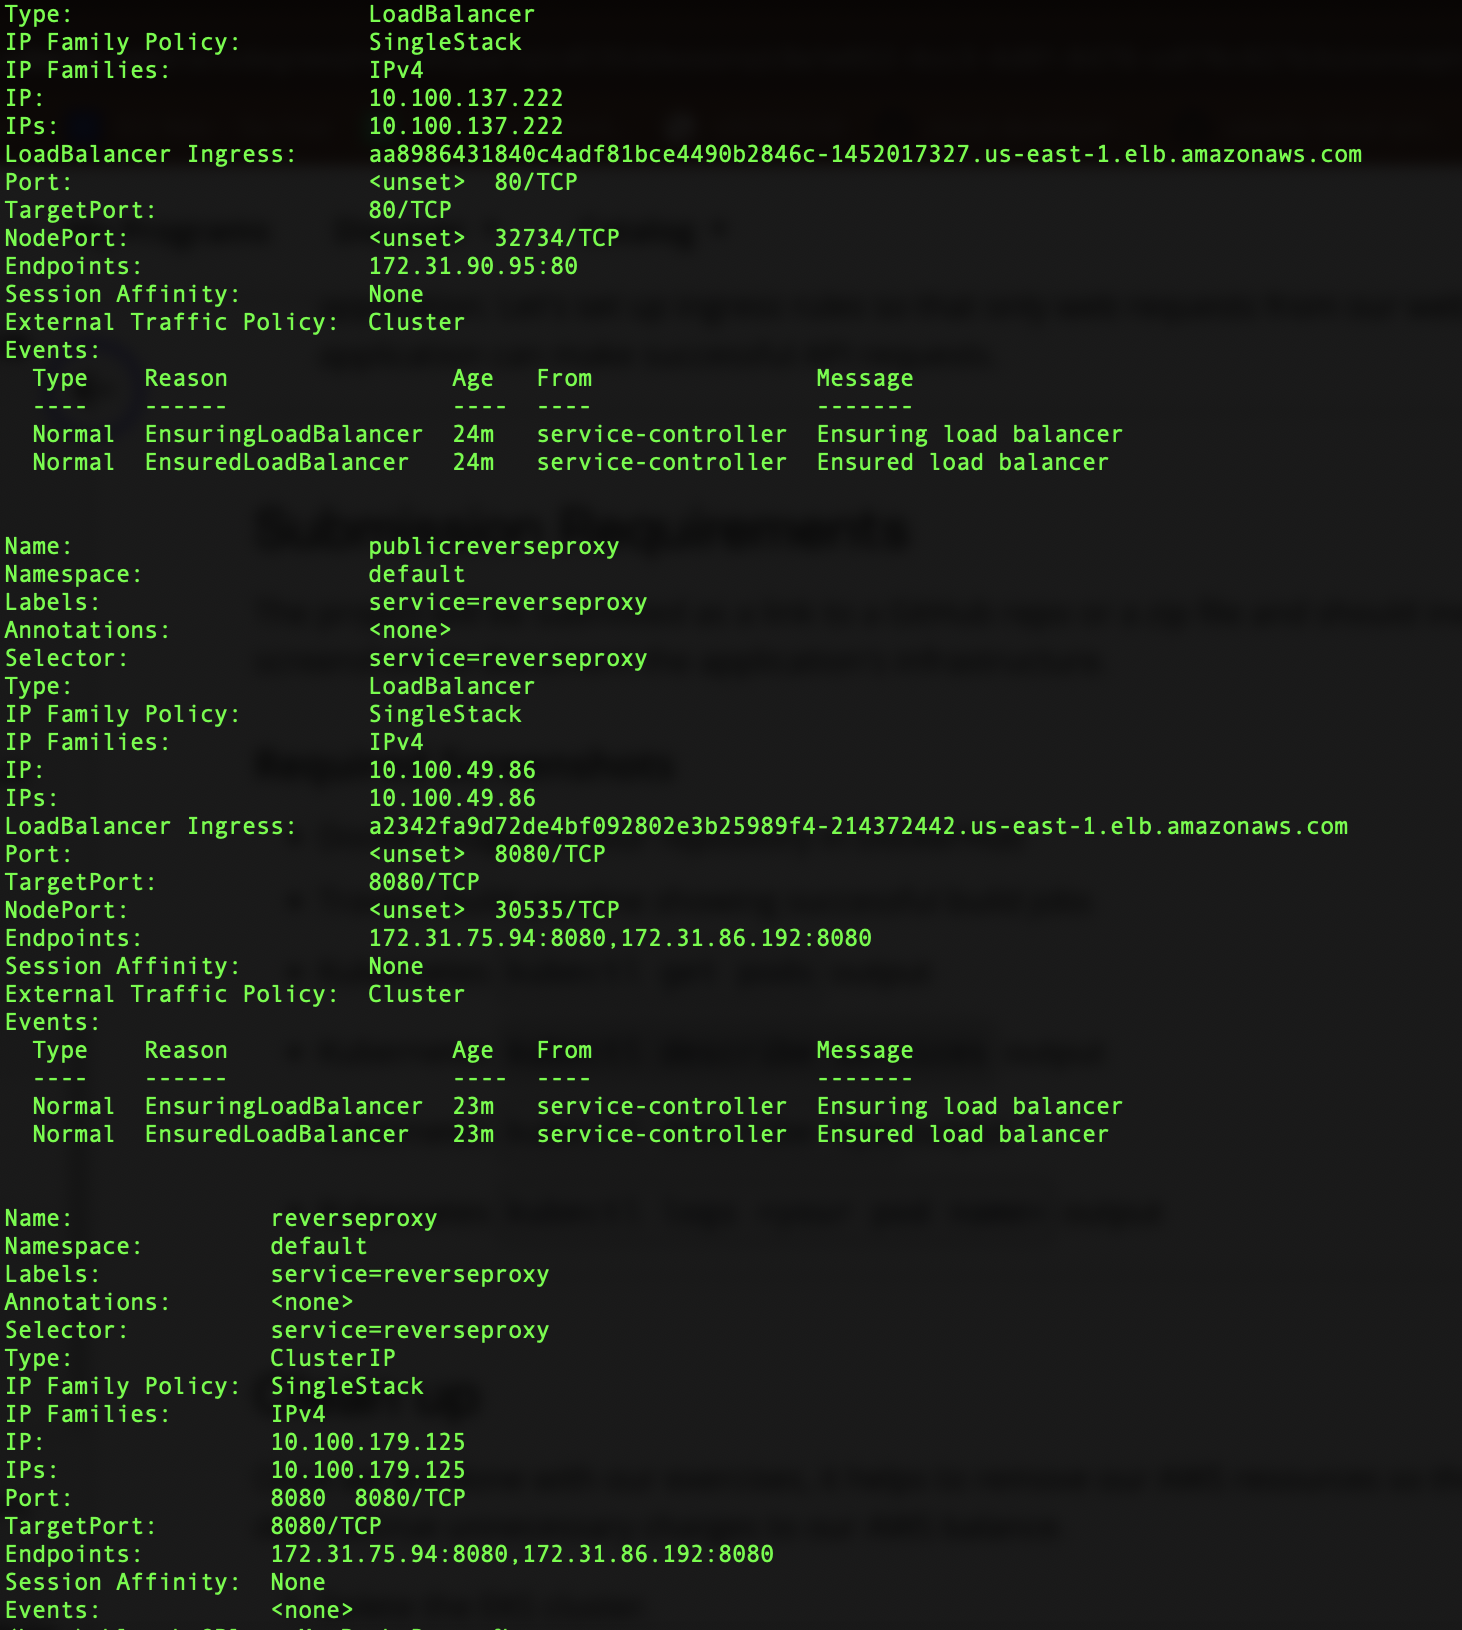 Type:                     LoadBalancer
IP Family Policy:         SingleStack
IP Families:              IPv4
IP:                       10.100.137.222
IPs:                      10.100.137.222
LoadBalancer Ingress:     aa8986431840c4adf81bce4490b2846c-1452017327.us-east-1.elb.amazonaws.com
Port:                     <unset>  80/TCP
TargetPort:               80/TCP
NodePort:                 <unset>  32734/TCP
Endpoints:                172.31.90.95:80
Session Affinity:         None
External Traffic Policy:  Cluster
Events:
  Type    Reason                Age   From                Message
  ----    ------                ----  ----                -------
  Normal  EnsuringLoadBalancer  24m   service-controller  Ensuring load balancer
  Normal  EnsuredLoadBalancer   24m   service-controller  Ensured load balancer
Submission Requirements
Name:                     publicreverseproxy
Namespace:                default
Labels:                   service=reverseproxy
Annotations:              <none>
Selector:                 service=reverseproxy
Type:                     LoadBalancer
IP Family Policy:         SingleStack
IP Families:              IPv4
IP:                       10.100.49.86
IPs:                      10.100.49.86
LoadBalancer Ingress:     a2342fa9d72de4bf092802e3b25989f4-214372442.us-east-1.elb.amazonaws.com
Port:                     <unset>  8080/TCP
TargetPort:               8080/TCP
NodePort:                 <unset>  30535/TCP
Endpoints:                172.31.75.94:8080,172.31.86.192:8080
Session Affinity:         None
External Traffic Policy:  Cluster
Events:
  Type    Reason                Age   From                Message
  ----    ------                ----  ----                -------
  Normal  EnsuringLoadBalancer  23m   service-controller  Ensuring load balancer
  Normal  EnsuredLoadBalancer   23m   service-controller  Ensured load balancer
Name:              reverseproxy
Namespace:         default
Labels:            service=reverseproxy
Annotations:       <none>
Selector:          service=reverseproxy
Type:              ClusterIP
IP Family Policy:  SingleStack
IP Families:       IPv4
IP:                10.100.179.125
IPs:               10.100.179.125
Port:              8080  8080/TCP
TargetPort:        8080/TCP
Endpoints:         172.31.75.94:8080,172.31.86.192:8080
Session Affinity:  None
Events:            <none>